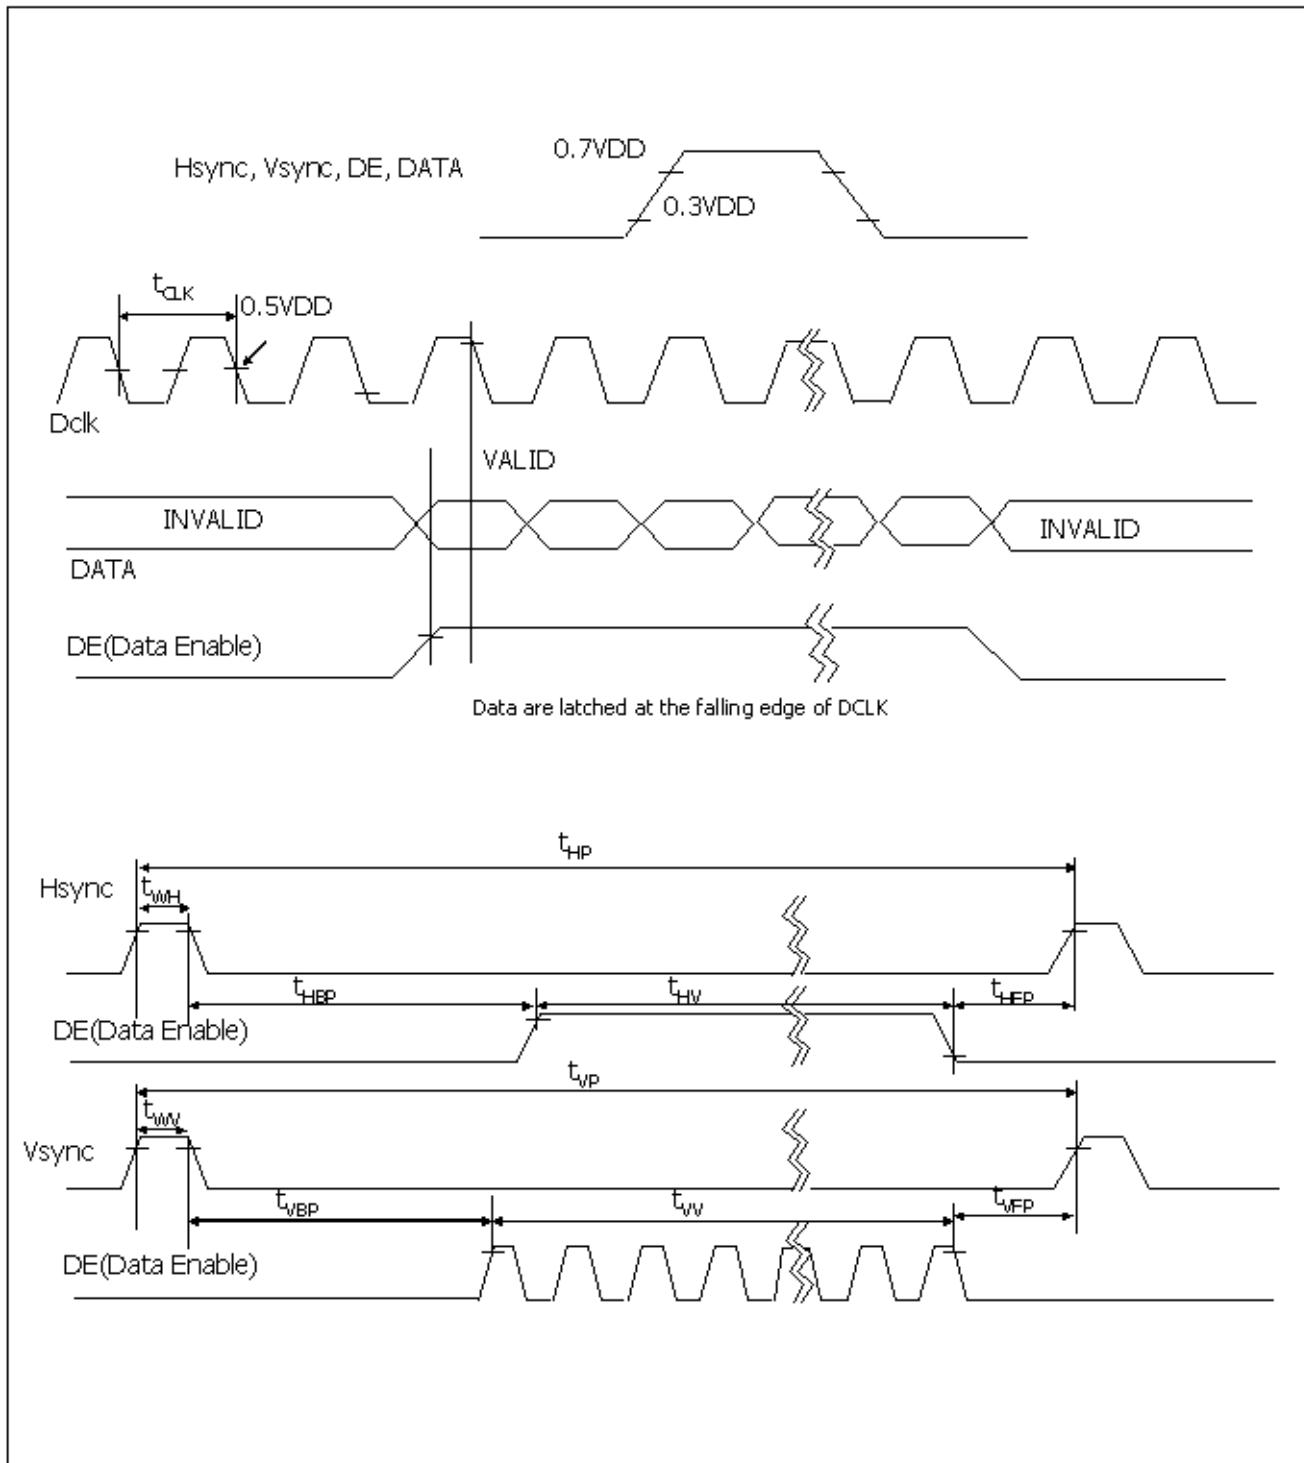 0.7VDD
Hsync, Vsync, DE, DATA
0.3VDD
tCLK
0.5VDD
Dclk
VALID
INVALID
INVALID
DATA
DE(Data Enable)
Data are latched at the falling edge of DCLK
tHP
Hsync
tWH
tHBP
tHV
tHFP
DE(Data Enable)
tVP
tWV
Vsync
tVBP
tVV
tVFP
DE(Data Enable)